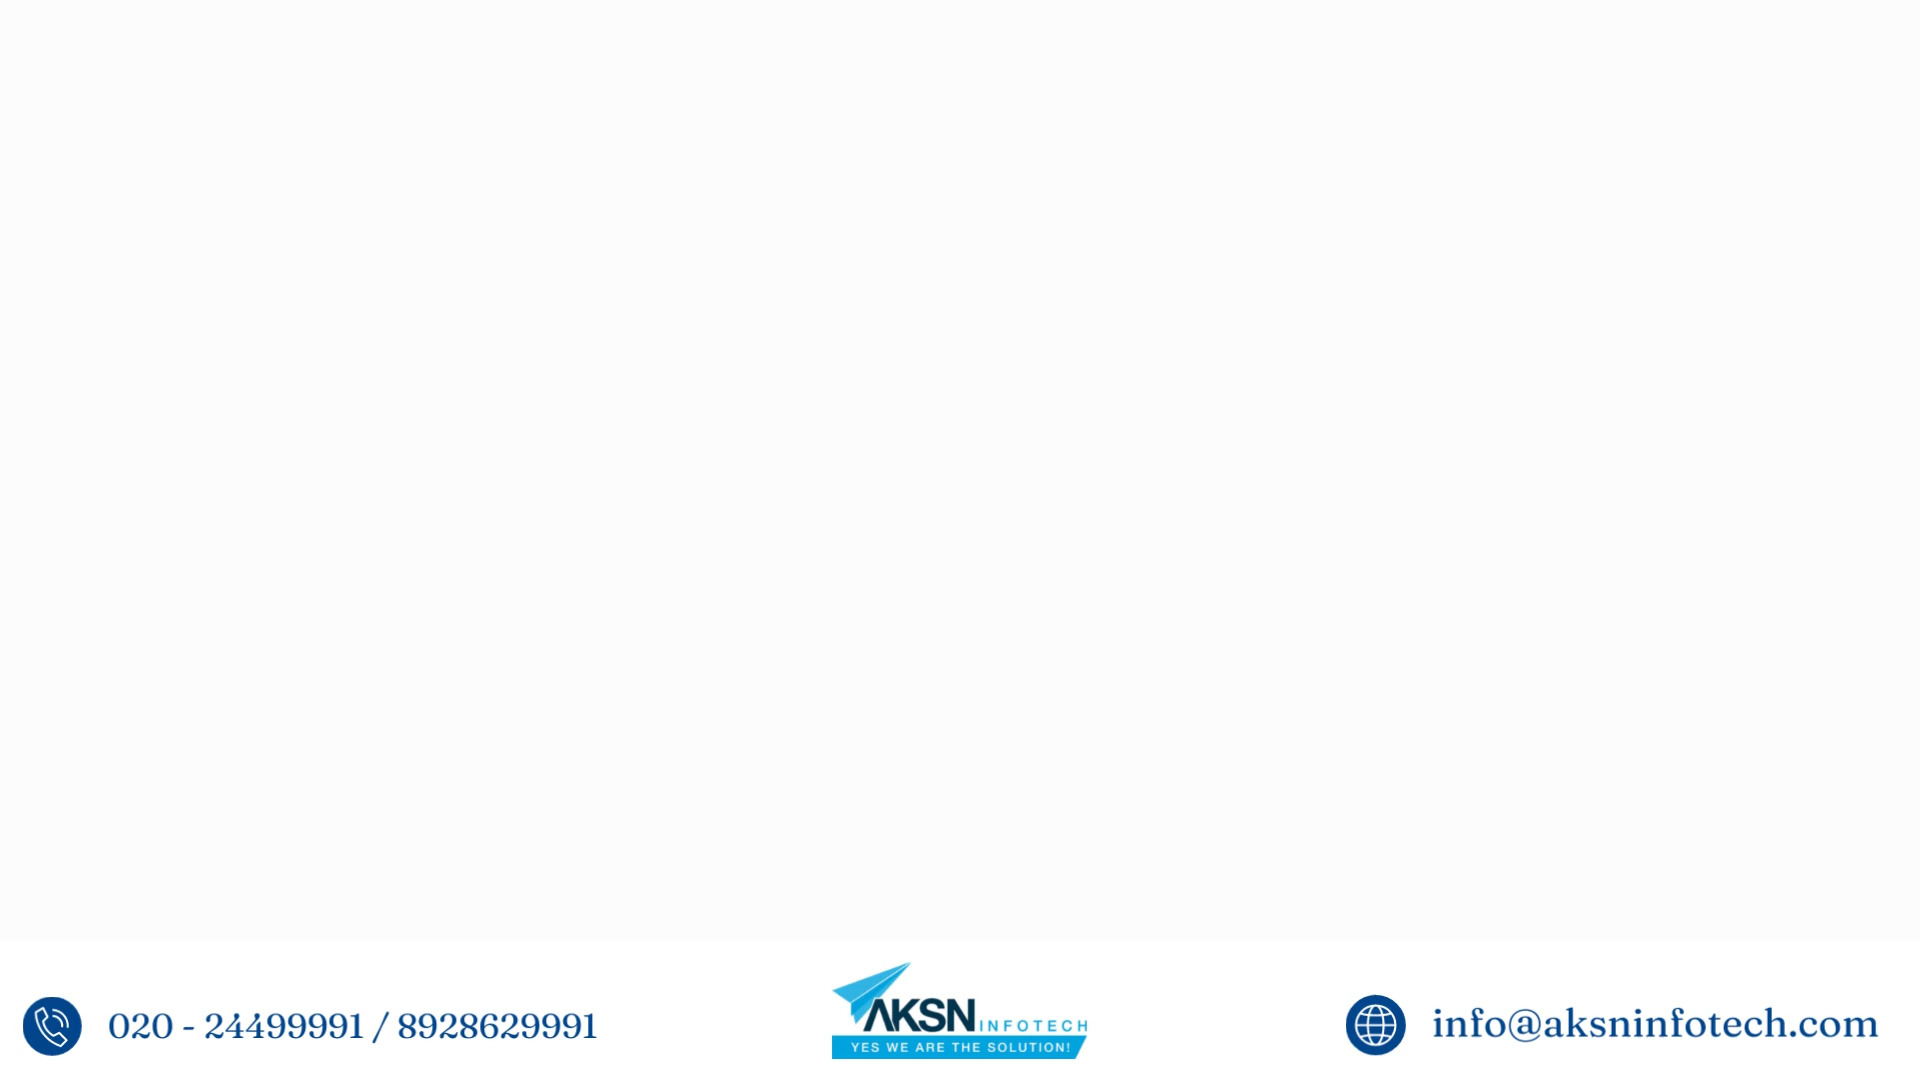 020 - 24499991 / 8928629991
AKSN INFOTECH
YES WE ARE THE SOLUTION!
info@aksninfotech.com